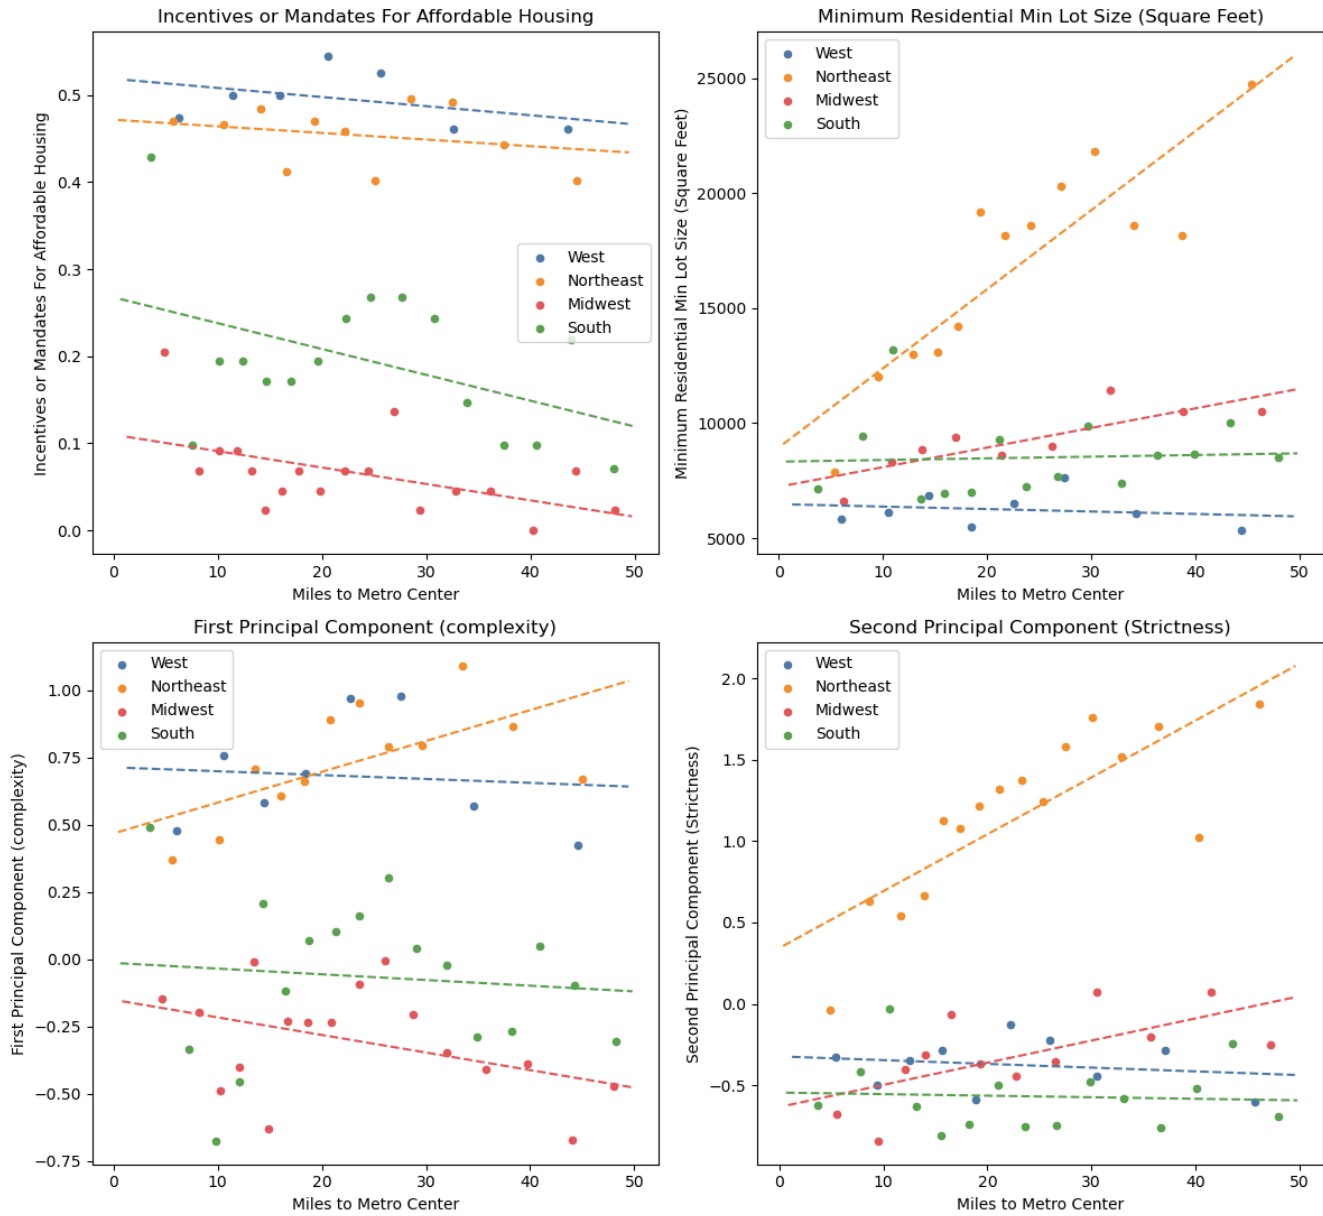 Incentives or Mandates For Affordable Housing
Incentives or Mandates For Affordable Housing
0.5
0.4
0.3
0.2
0.1
0.0
West
Northeast
Midwest
South
0 10 20 30 40 50
Miles to Metro Center
Minimum Residential Min Lot Size (Square Feet)
Minimum Residential Min Lot Size (Square Feet)
25000
20000
15000
10000
5000
West
Northeast
Midwest
South
0 10 20 30 40 50
Miles to Metro Center
First Principal Component (complexity)
First Principal Component (complexity)
1.00
0.75
0.50
0.25
0.00
−0.25
−0.50
−0.75
West
Northeast
Midwest
South
0 10 20 30 40 50
Miles to Metro Center
Second Principal Component (Strictness)
Second Principal Component (Strictness)
2.0
1.5
1.0
0.5
0.0
−0.5
West
Northeast
Midwest
South
0 10 20 30 40 50
Miles to Metro Center